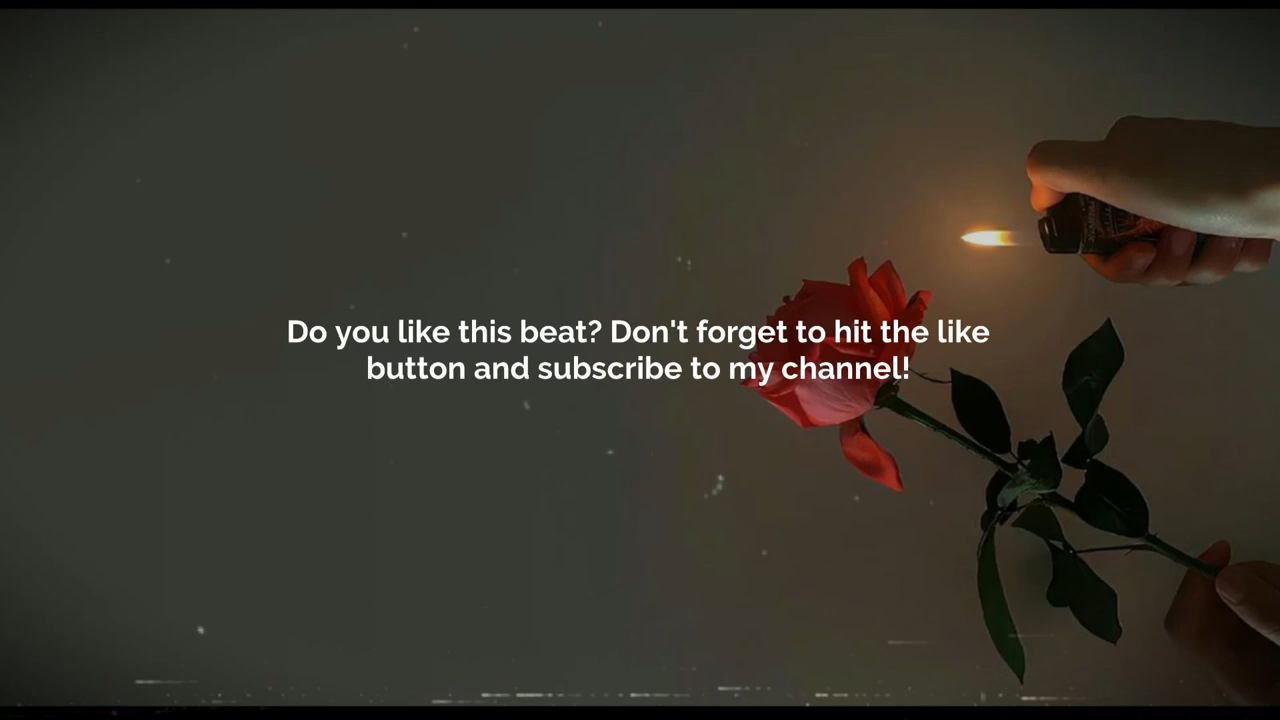 Do you like this beat? Don't forget to hit the like
button and subscribe to my channel!